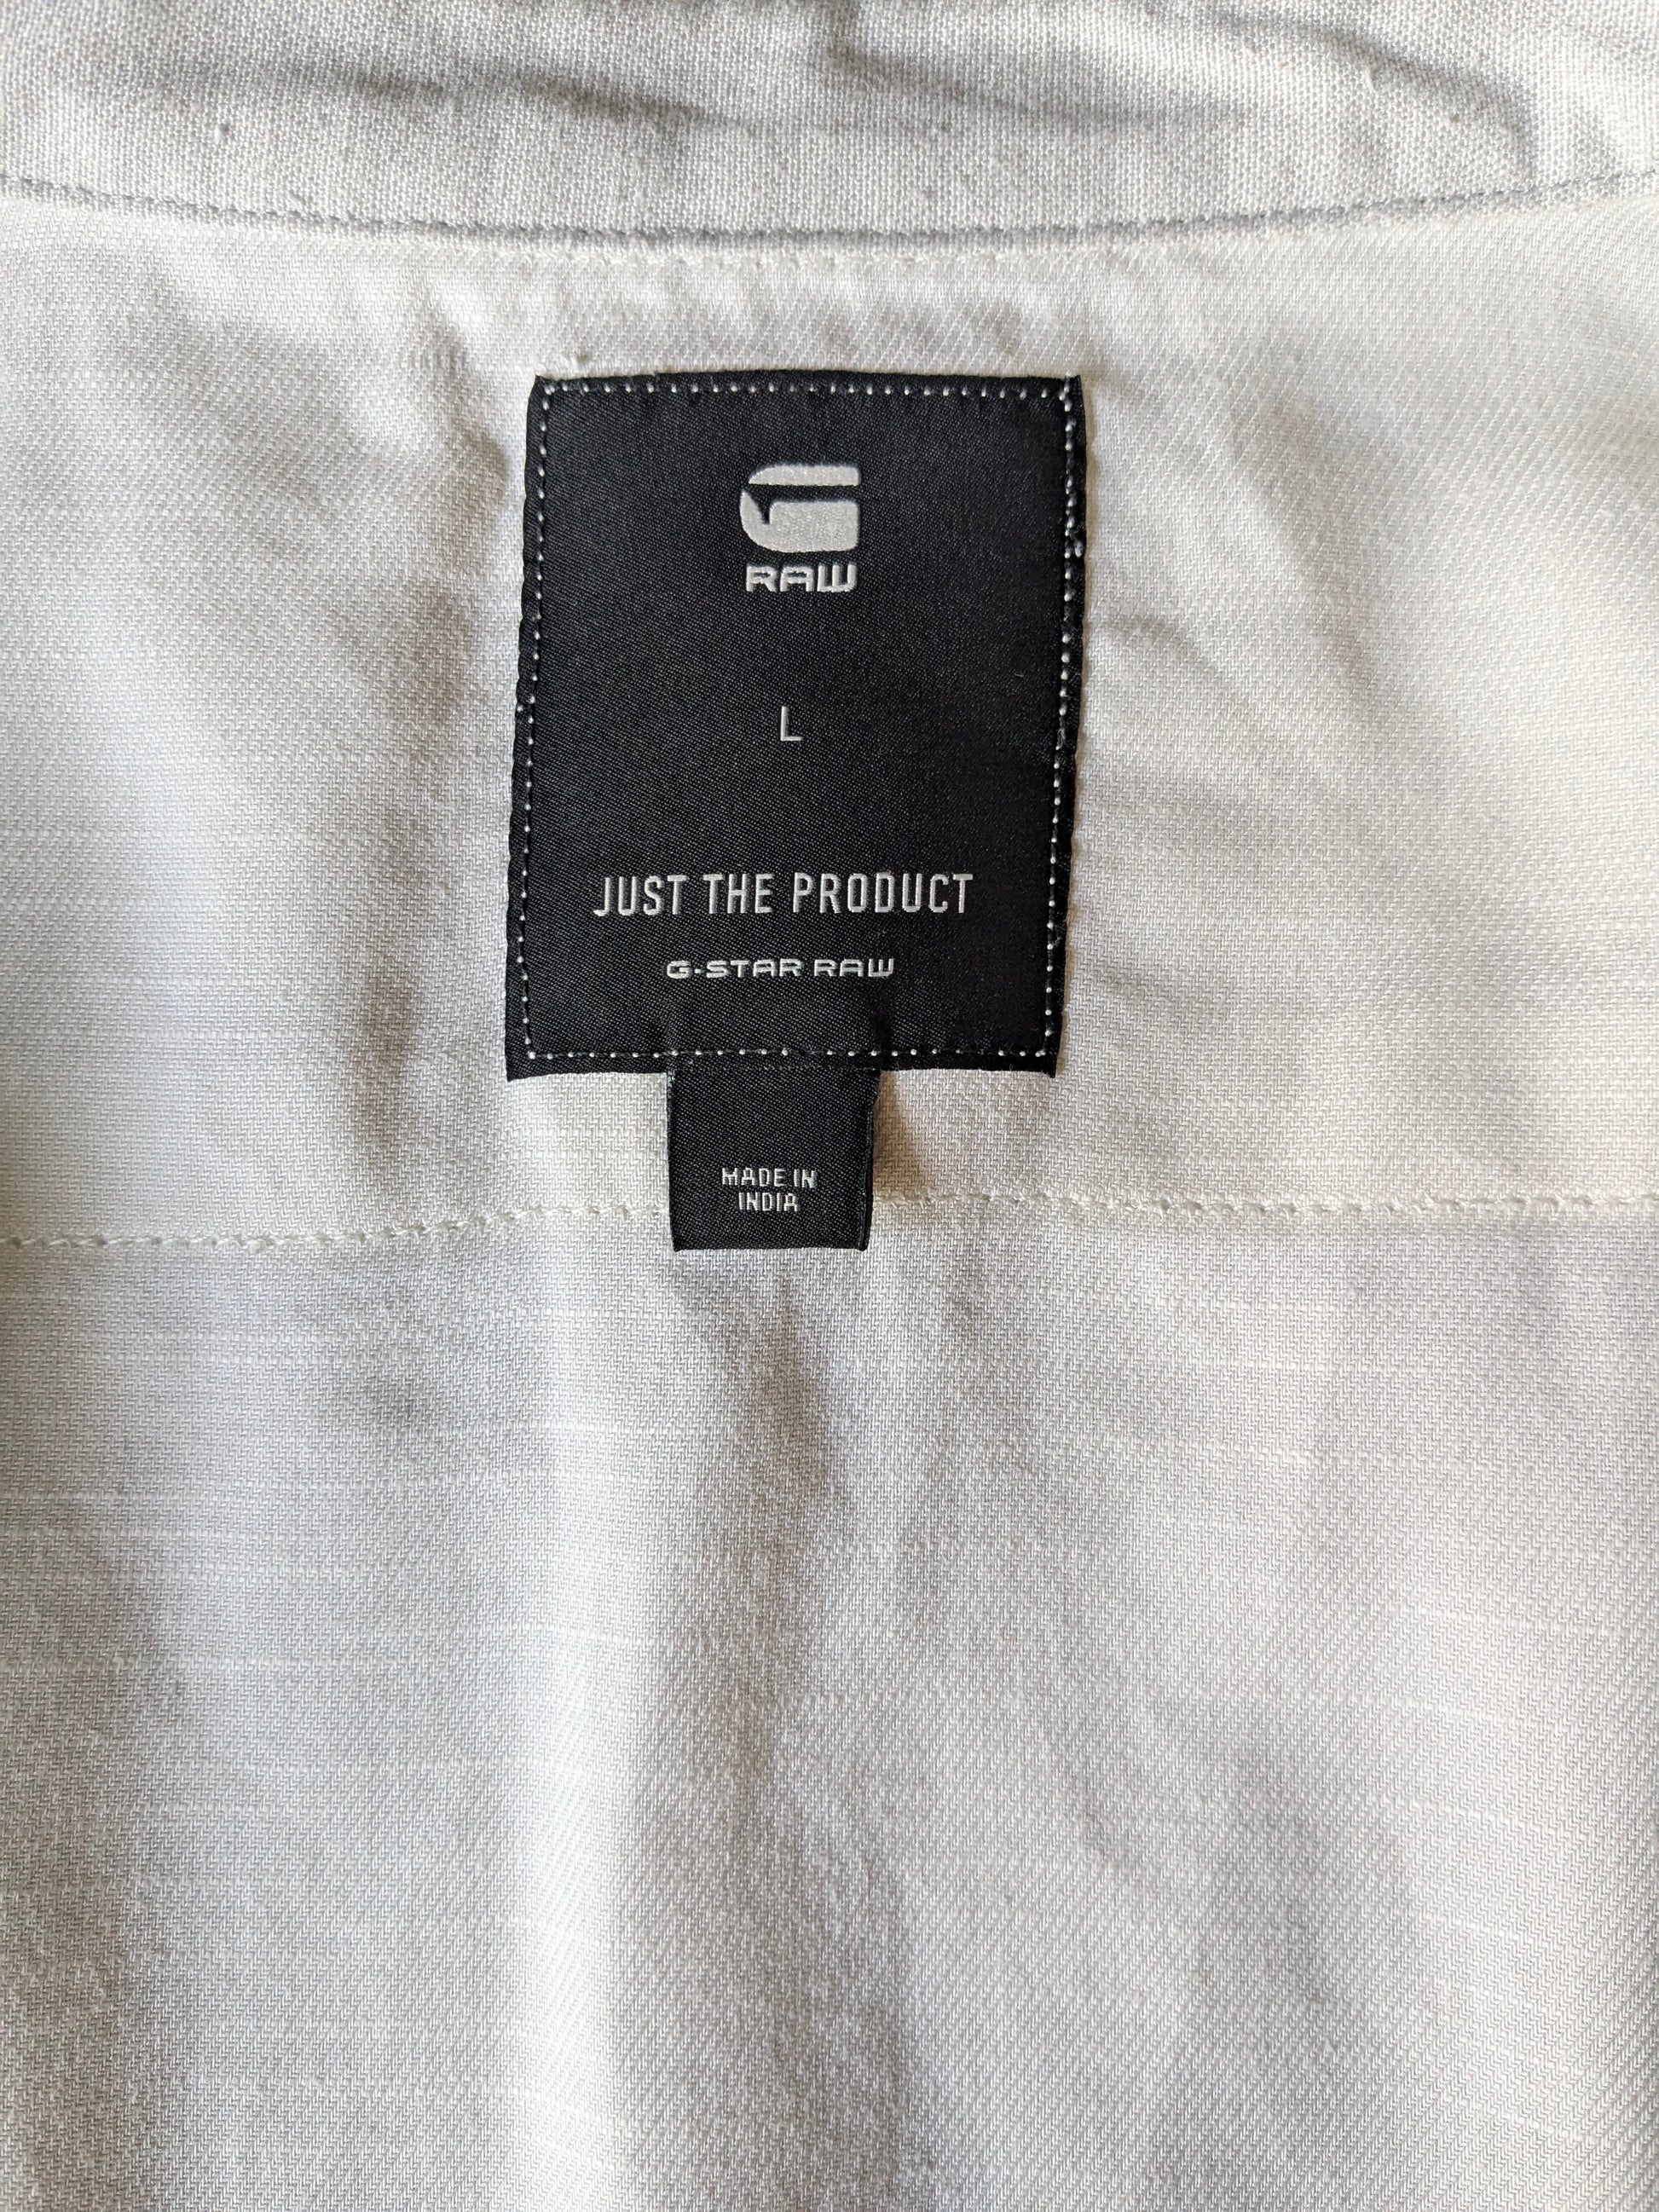 G
RAW
L
JUST THE PRODUCT
G-STAR RAW
MADE IN
INDIA